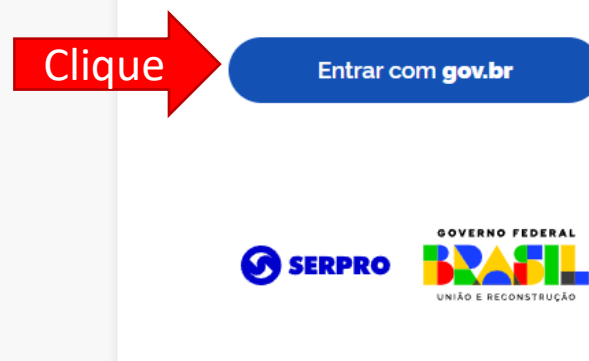 Clique
Entrar com gov.br
SERPRO
GOVERNO FEDERAL
BRASIL
UNIÃO E RECONSTRUÇÃO